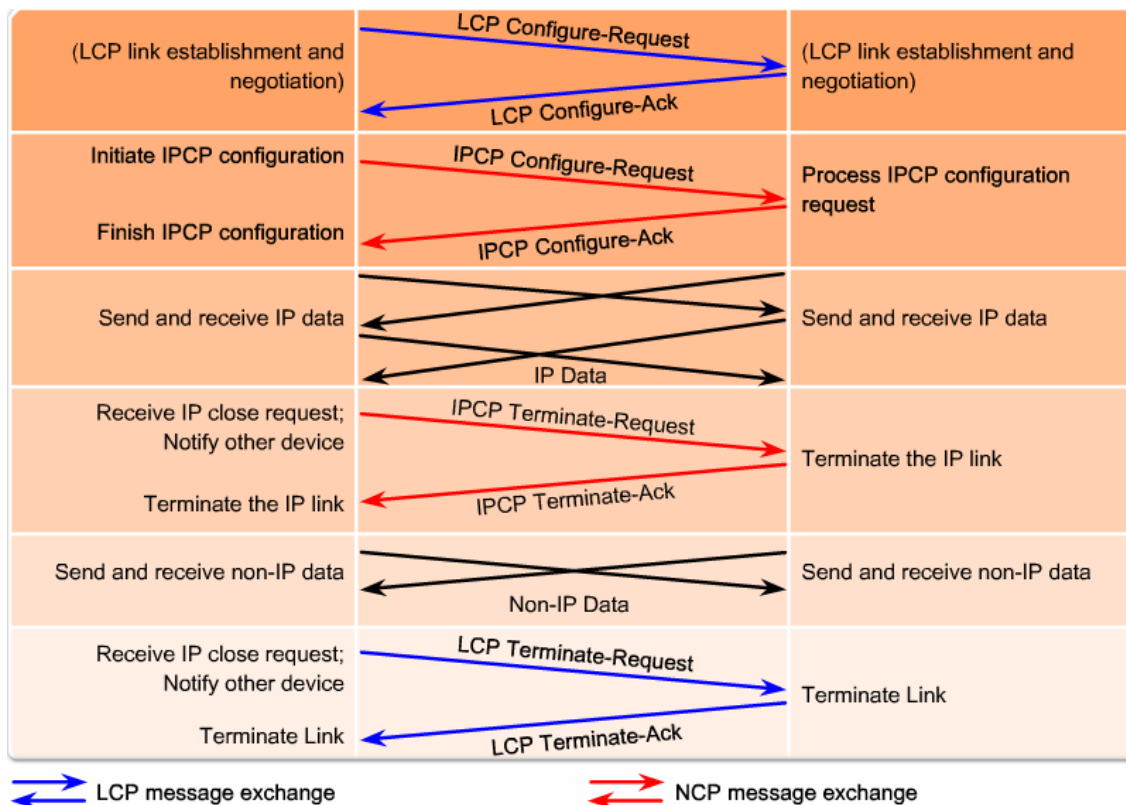 LCP Configure-Request
(LCP link establishment and
negotiation)
(LCP link establishment and
negotiation)
LCP Configure-Ack
Initiate IPCP configuration
IPCP Configure-Request
Process IPCP configuration
request
Finish IPCP configuration
IPCP Configure-Ack
Send and receive IP data
Send and receive IP data
IP Data
Receive IP close request;
Notify other device
IPCP Terminate-Request
Terminate the IP link
Terminate the IP link
IPCP Terminate-Ack
Send and receive non-IP data
Send and receive non-IP data
Non-IP Data
Receive IP close request;
Notify other device
LCP Terminate-Request
Terminate Link
Terminate Link
LCP Terminate-Ack
LCP message exchange
NCP message exchange